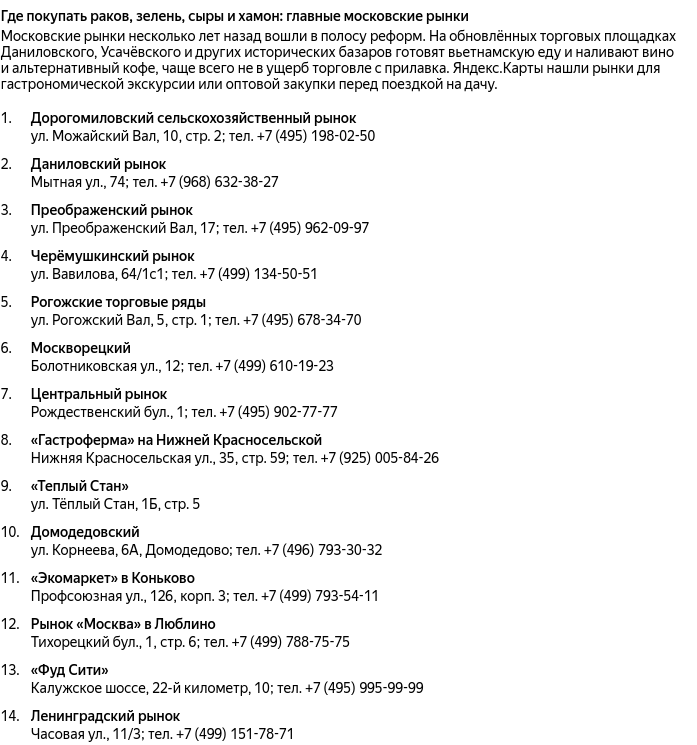 Где покупать раков, зелень, сыры и хамон: главные московские рынки
Московские рынки несколько лет назад вошли в полосу реформ. На обновлённых торговых площадках
Даниловского, Усачёвского и других исторических базаров готовят вьетнамскую еду и наливают вино
и альтернативный кофе, чаще всего не в ущерб торговле с прилавка. Яндекс.Карты нашли рынки для
гастрономической экскурсии или оптовой закупки перед поездкой на дачу.
1. Дорогомиловский сельскохозяйственный рынок
ул. Можайский Вал, 10, стр. 2; тел. +7 (495) 198-02-50
2. Даниловский рынок
Мытная ул., 74; тел. +7 (968) 632-38-27
3. Преображенский рынок
ул. Преображенский Вал, 17; тел. +7 (495) 962-09-97
4. Черёмушкинский рынок
ул. Вавилова, 64/1с1; тел. +7 (499) 134-50-51
5. Рогожские торговые ряды
ул. Рогожский Вал, 5, стр. 1; тел. +7 (495) 678-34-70
6. Москворецкий
Болотниковская ул., 12; тел. +7 (499) 610-19-23
7. Центральный рынок
Рождественский бул., 1; тел. +7 (495) 902-77-77
8. «Гастроферма» на Нижней Красносельской
Нижняя Красносельская ул., 35, стр. 59; тел. +7 (925) 005-84-26
9. «Теплый Стан»
ул. Тёплый Стан, 1Б, стр. 5
10. Домодедовский
ул. Корнеева, 6А, Домодедово; тел. +7 (496) 793-30-32
11. «Экомаркет» в Коньково
Профсоюзная ул., 126, корп. 3; тел. +7 (499) 793-54-11
12. Рынок «Москва» в Люблино
Тихорецкий бул., 1, стр. 6; тел. +7 (499) 788-75-75
13. «Фуд Сити»
Калужское шоссе, 22-й километр, 10; тел. +7 (495) 995-99-99
14. Ленинградский рынок
Часовая ул., 11/3; тел. +7 (499) 151-78-71